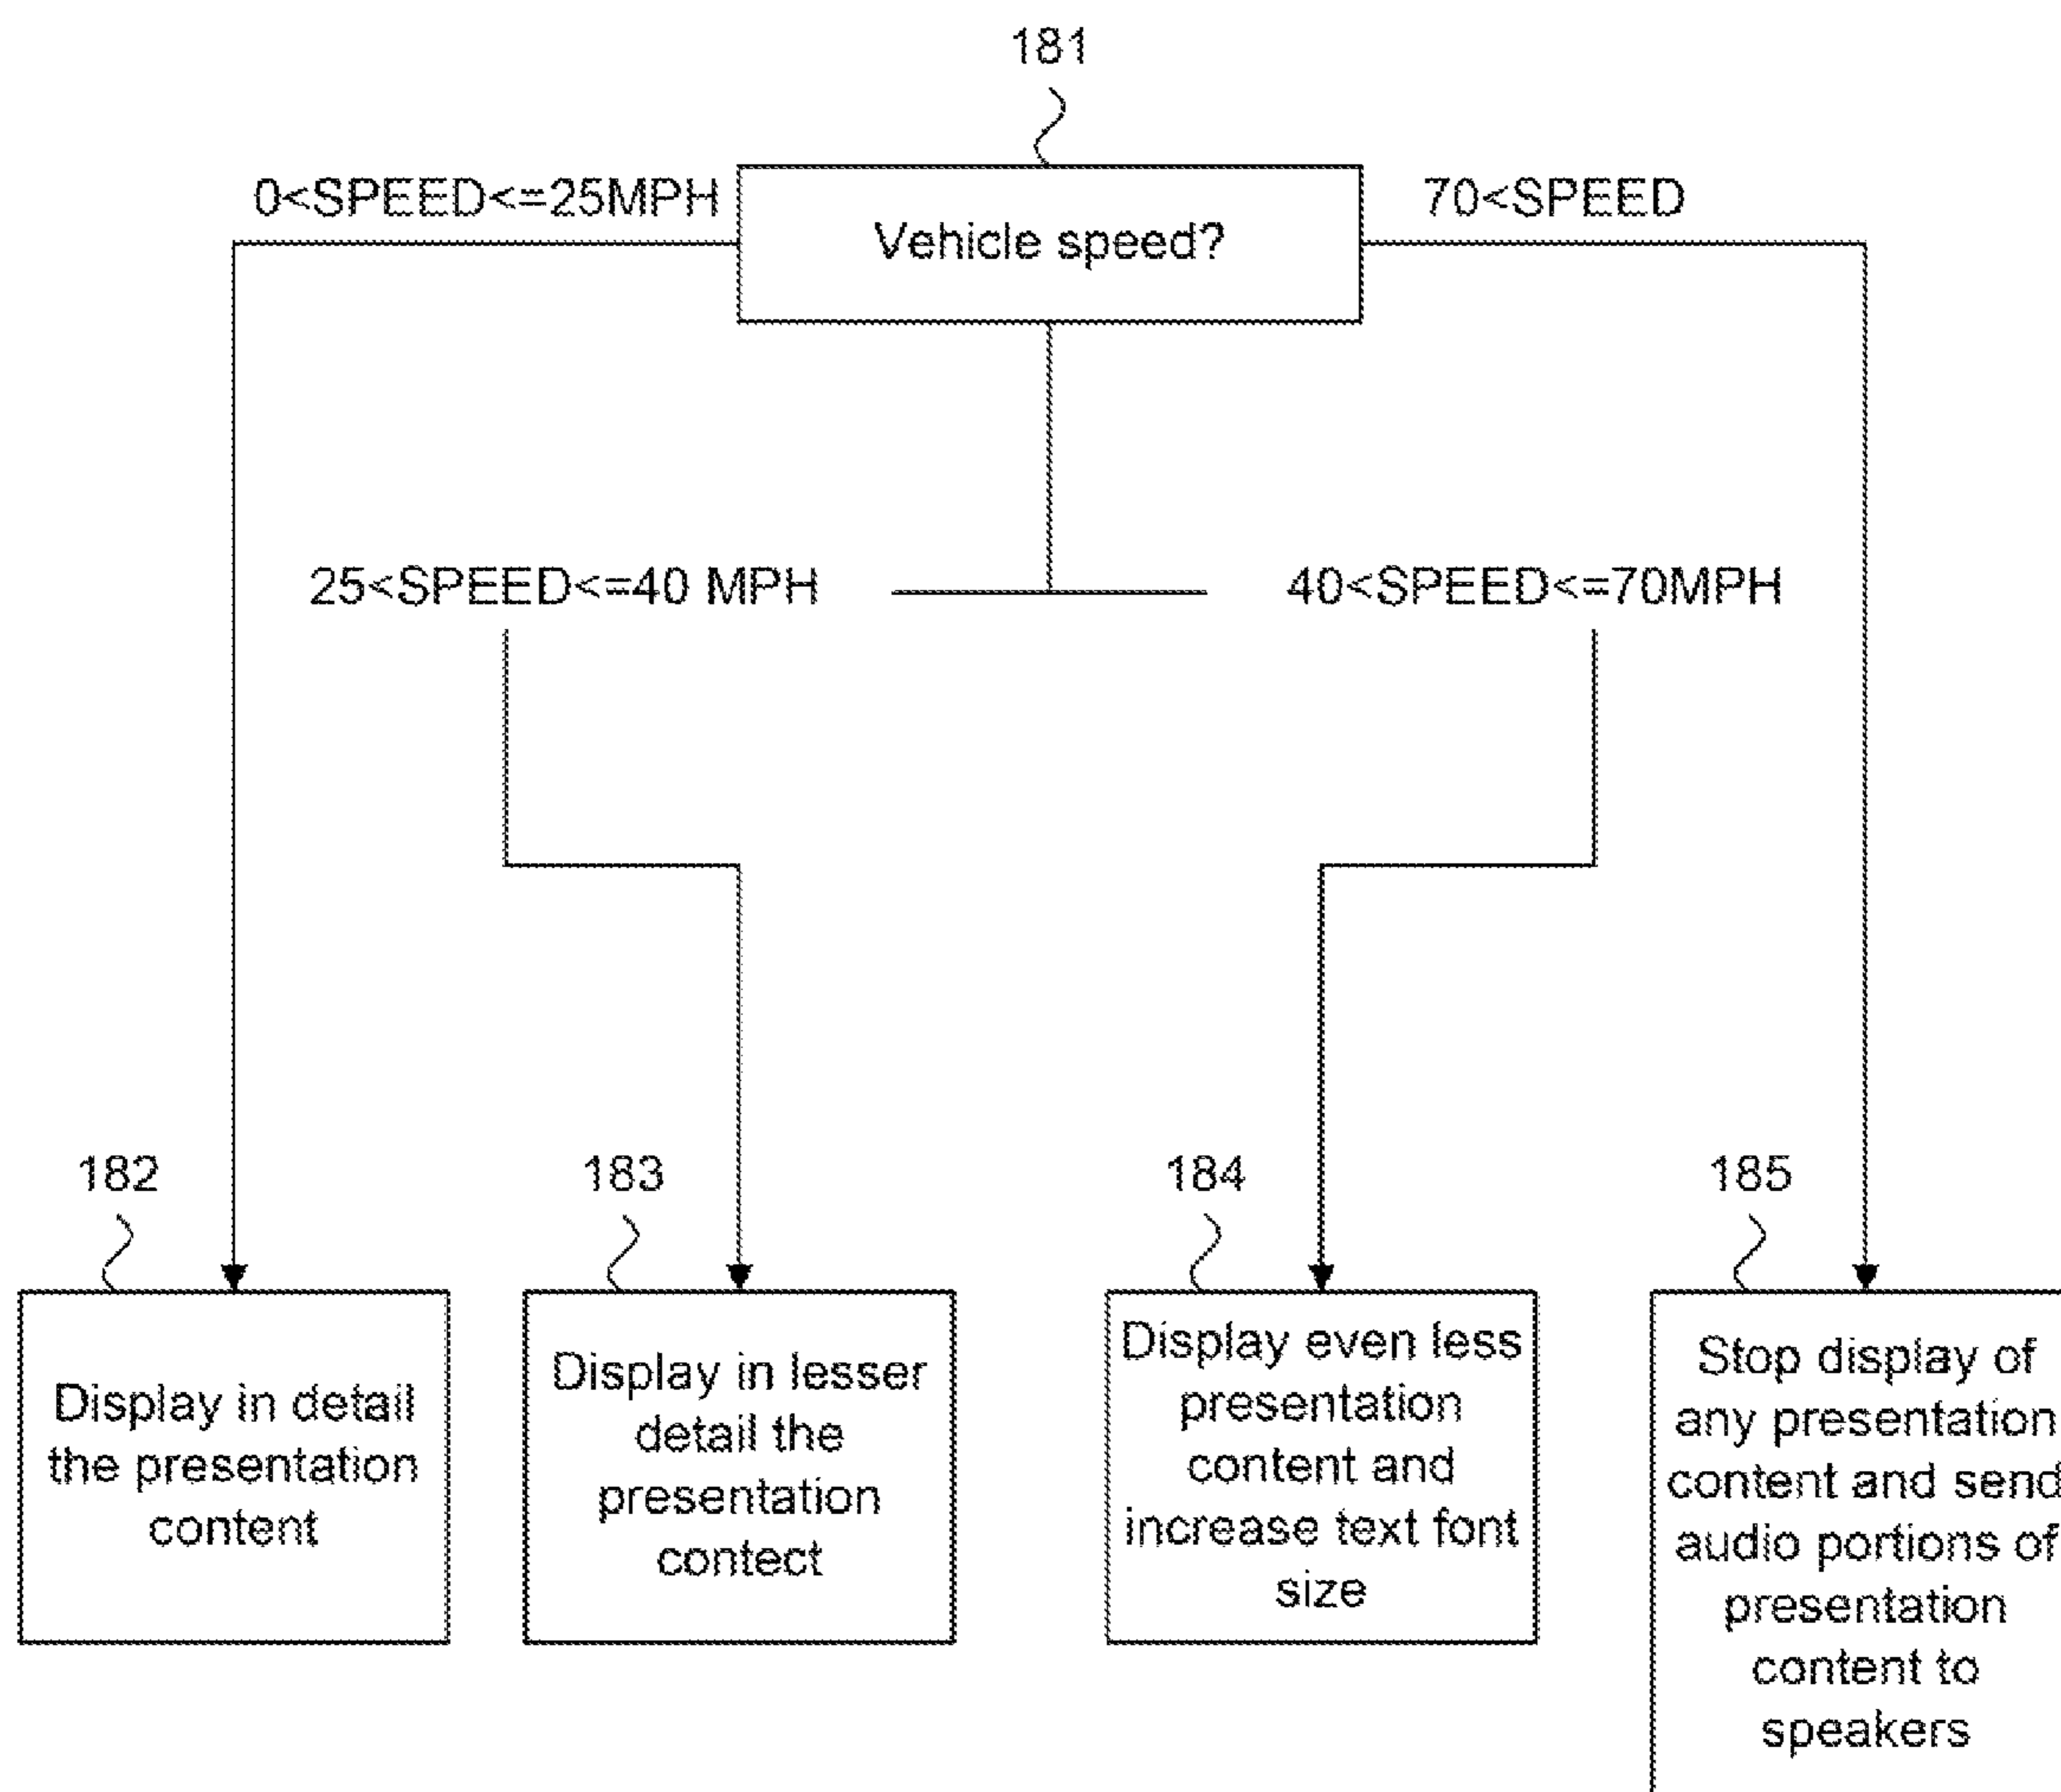 181
0<SPEED<=25MPH
70<SPEED
Vehicle speed?
25<SPEED<=40 MPH
40<SPEED<=70MPH
182
183
184
185
Display in detail
the presentation
content
Display in lesser
detail the
presentation
contect
Display even less
presentation
content and
increase text font
size
Stop display of
any presentation
content and send
audio portions of
presentation
content to
speakers